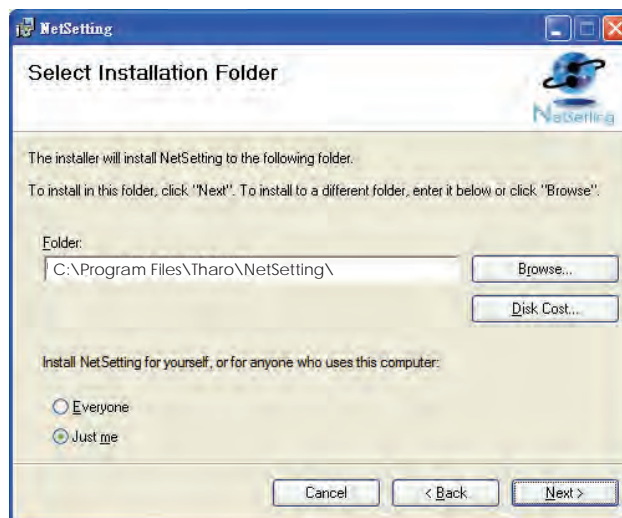 NetSetting
Select Installation Folder
NetSetting
The installer will install NetSetting to the following folder.
To install in this folder, click "Next". To install to a different folder, enter it below or click "Browse".
Folder:
C:\Program Files\Tharo\NetSetting\
Browse...
Disk Cost...
Install NetSetting for yourself, or for anyone who uses this computer:
Everyone
Just me
Cancel
< Back
Next >